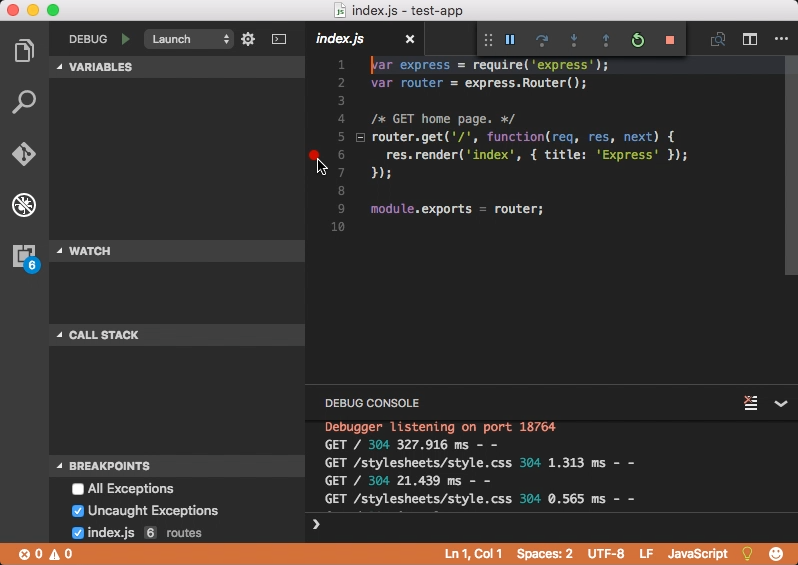 index.js - test-app
DEBUG
Launch
index.js
VARIABLES
WATCH
CALL STACK
BREAKPOINTS
All Exceptions
Uncaught Exceptions
index.js 6 routes
6
1 var express = require('express');
2 var router = express.Router();
3
4 /* GET home page. */
5 router.get('/', function(req, res, next) {
6 res.render('index', { title: 'Express' });
7 });
8
9 module.exports = router;
10
DEBUG CONSOLE
Debugger listening on port 18764
GET / 304 327.916 ms - -
GET /stylesheets/style.css 304 1.313 ms - -
GET / 304 21.439 ms - -
GET /stylesheets/style.css 304 0.565 ms - -
0 0 Ln 1, Col 1 Spaces: 2 UTF-8 LF JavaScript